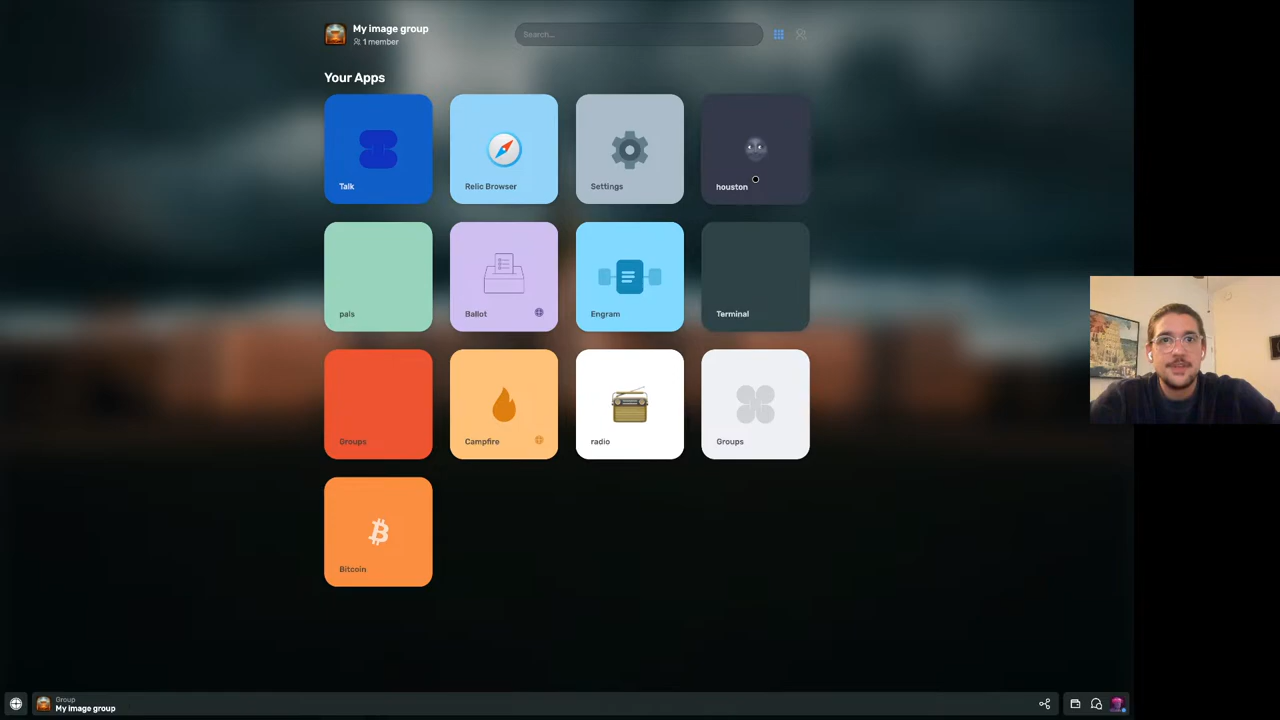 My image group
1 member
Search...
Your Apps
Talk
Relic Browser
Settings
houston
pals
Ballot
Engram
Terminal
Groups
Campfire
radio
Groups
Bitcoin
Group
My image group